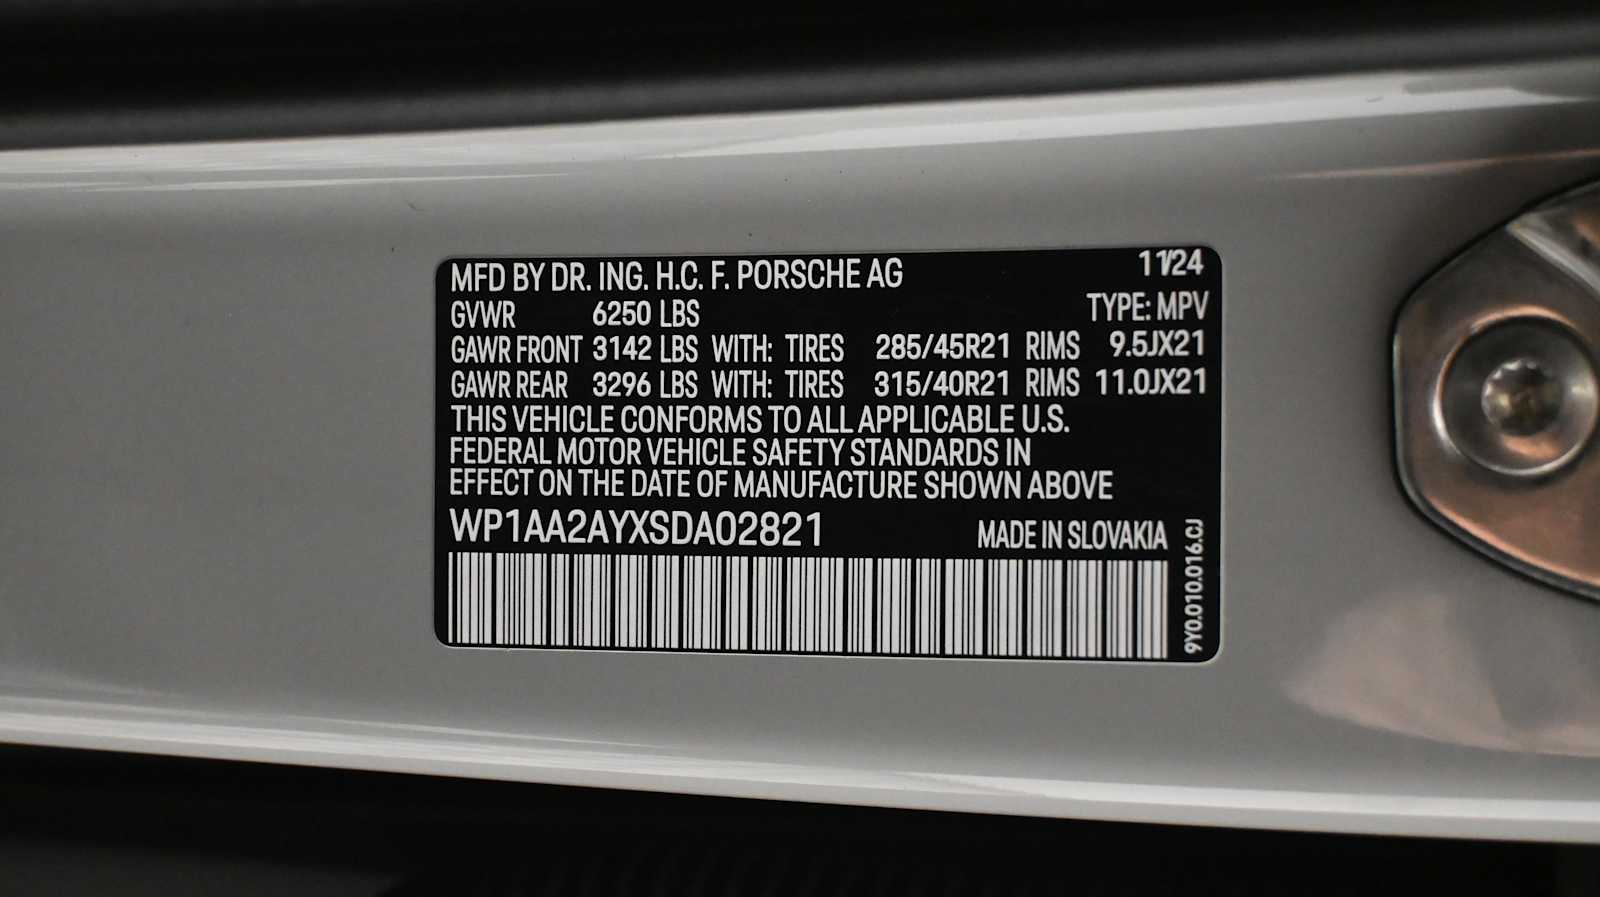 MFD BY DR. ING. H.C. F. PORSCHE AG 11/24
GVWR 6250 LBS TYPE: MPV
GAWR FRONT 3142 LBS WITH: TIRES 285/45R21 RIMS 9.5JX21
GAWR REAR 3296 LBS WITH: TIRES 315/40R21 RIMS 11.0JX21
THIS VEHICLE CONFORMS TO ALL APPLICABLE U.S.
FEDERAL MOTOR VEHICLE SAFETY STANDARDS IN
EFFECT ON THE DATE OF MANUFACTURE SHOWN ABOVE
WP1AA2AYXSDA02821 MADE IN SLOVAKIA
9Y0.010.016.CJ